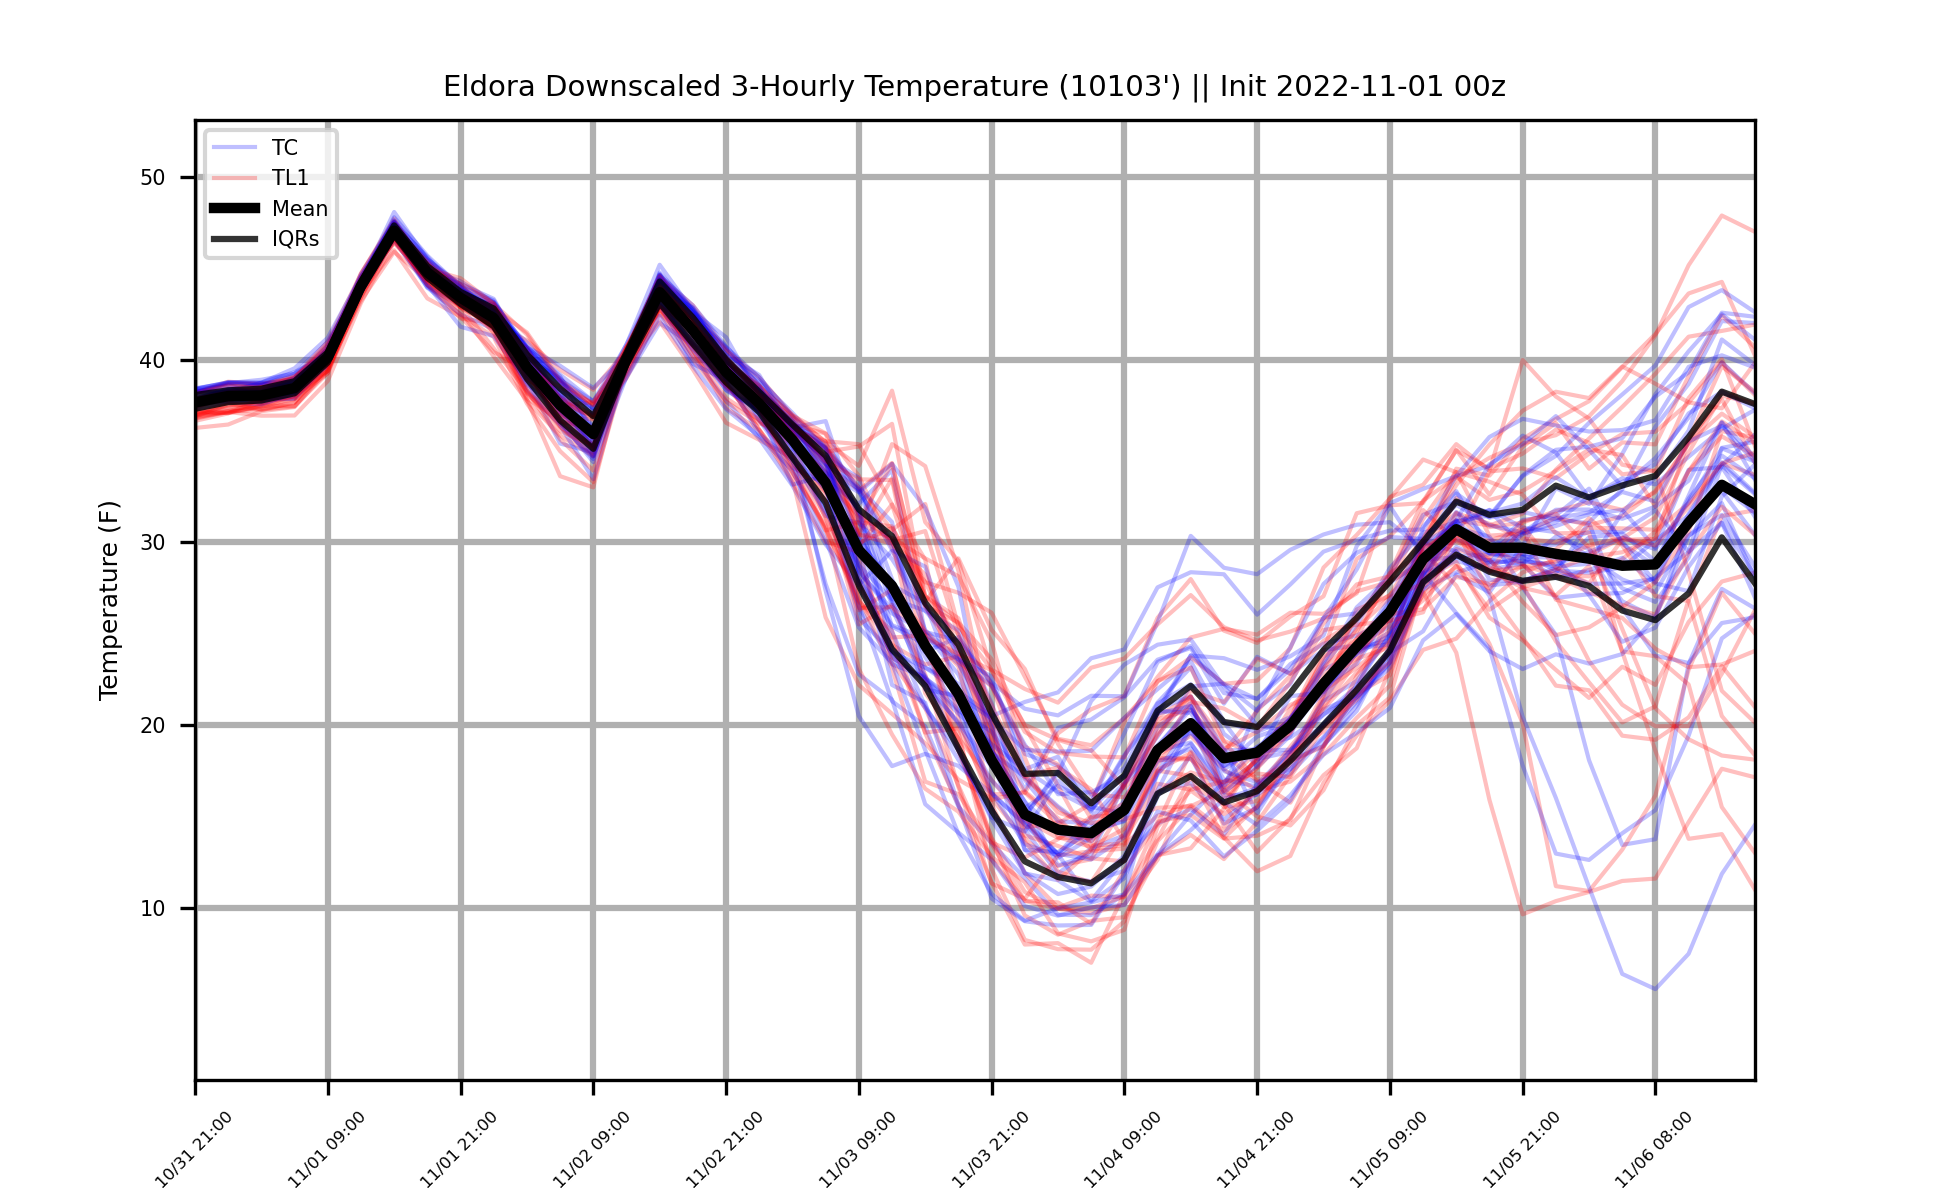 Eldora Downscaled 3-Hourly Temperature (10103') || Init 2022-11-01 00z
TC
TL1
Mean
IQRs
Temperature (F)
50
40
30
20
10
10/31 21:00
11/01 09:00
11/01 21:00
11/02 09:00
11/02 21:00
11/03 09:00
11/03 21:00
11/04 09:00
11/04 21:00
11/05 09:00
11/05 21:00
11/06 08:00